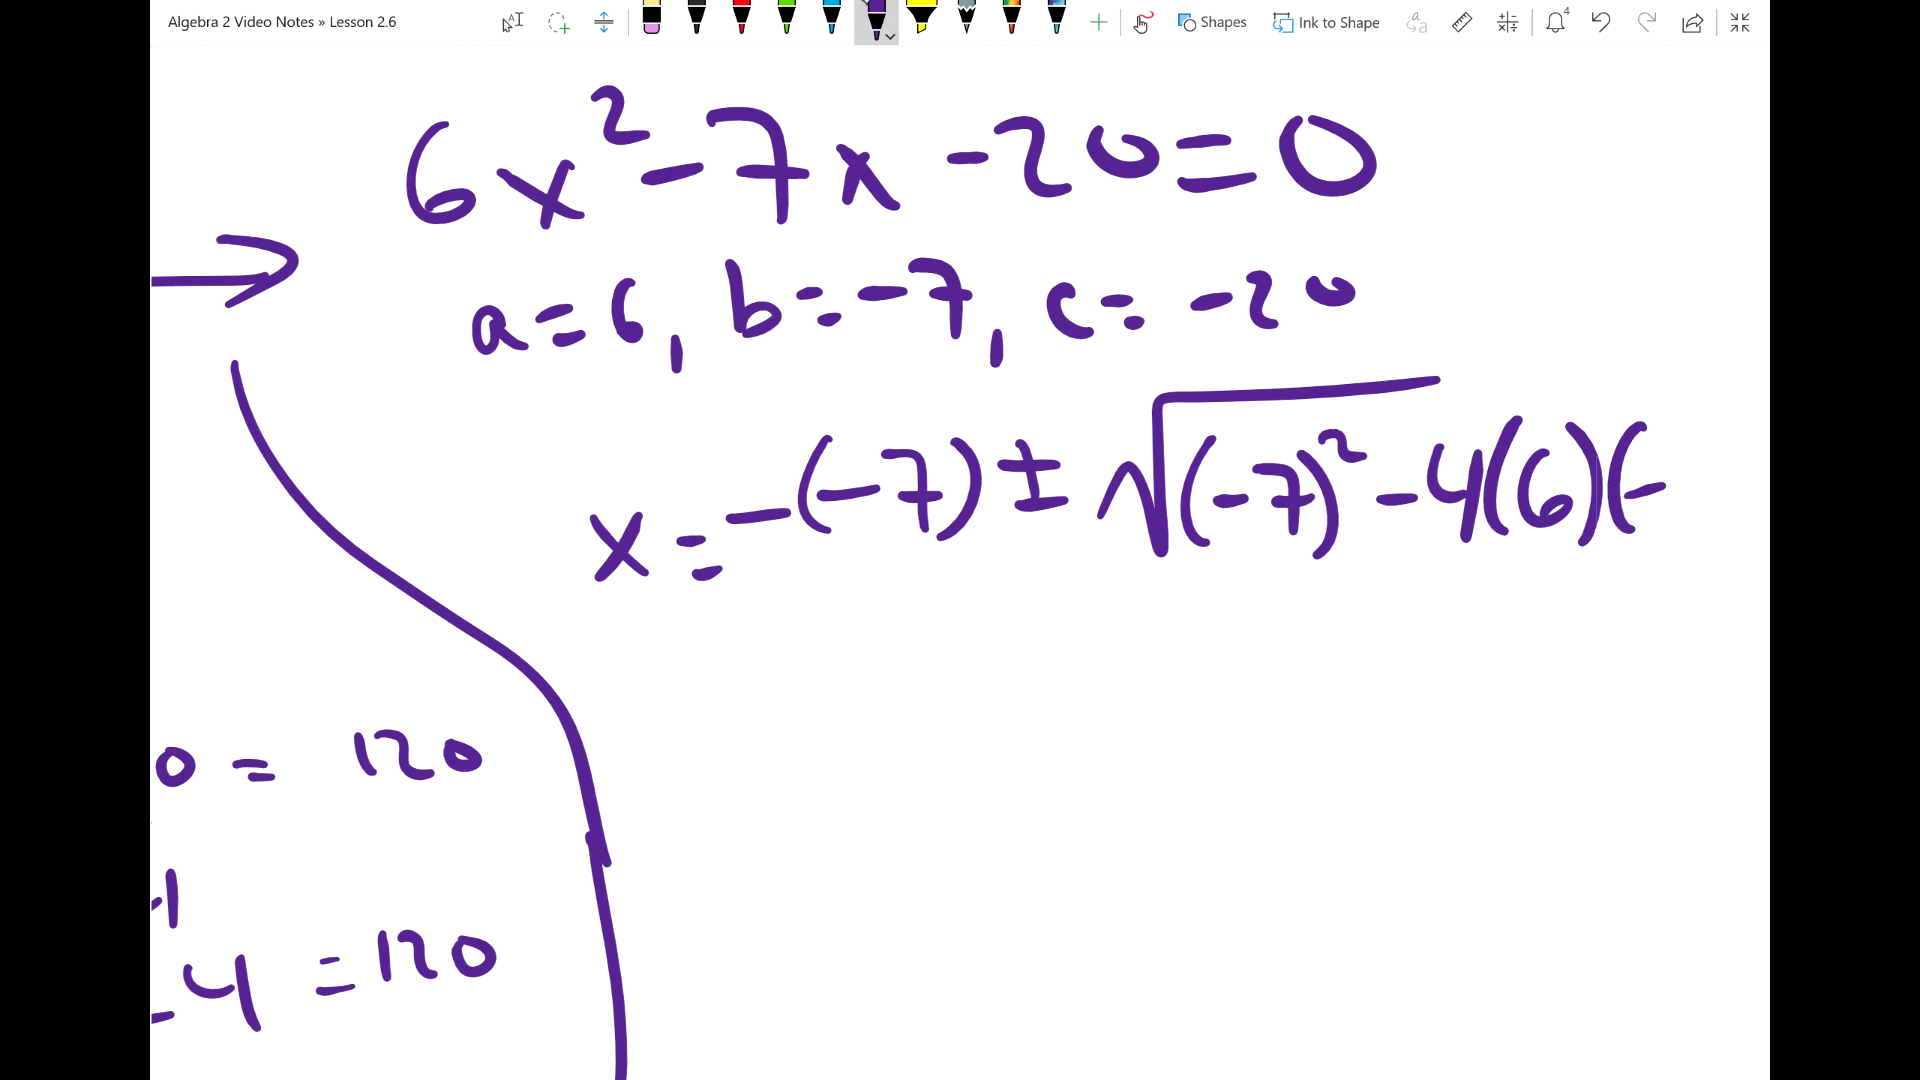 Algebra 2 Video Notes » Lesson 2.6
Shapes
Ink to Shape
4
6x² - 7x - 20 = 0
a = 6, b = -7, c = -20
x = -(-7) ± √(-7)² - 4(6)(-
0 = 120
-4 = 120